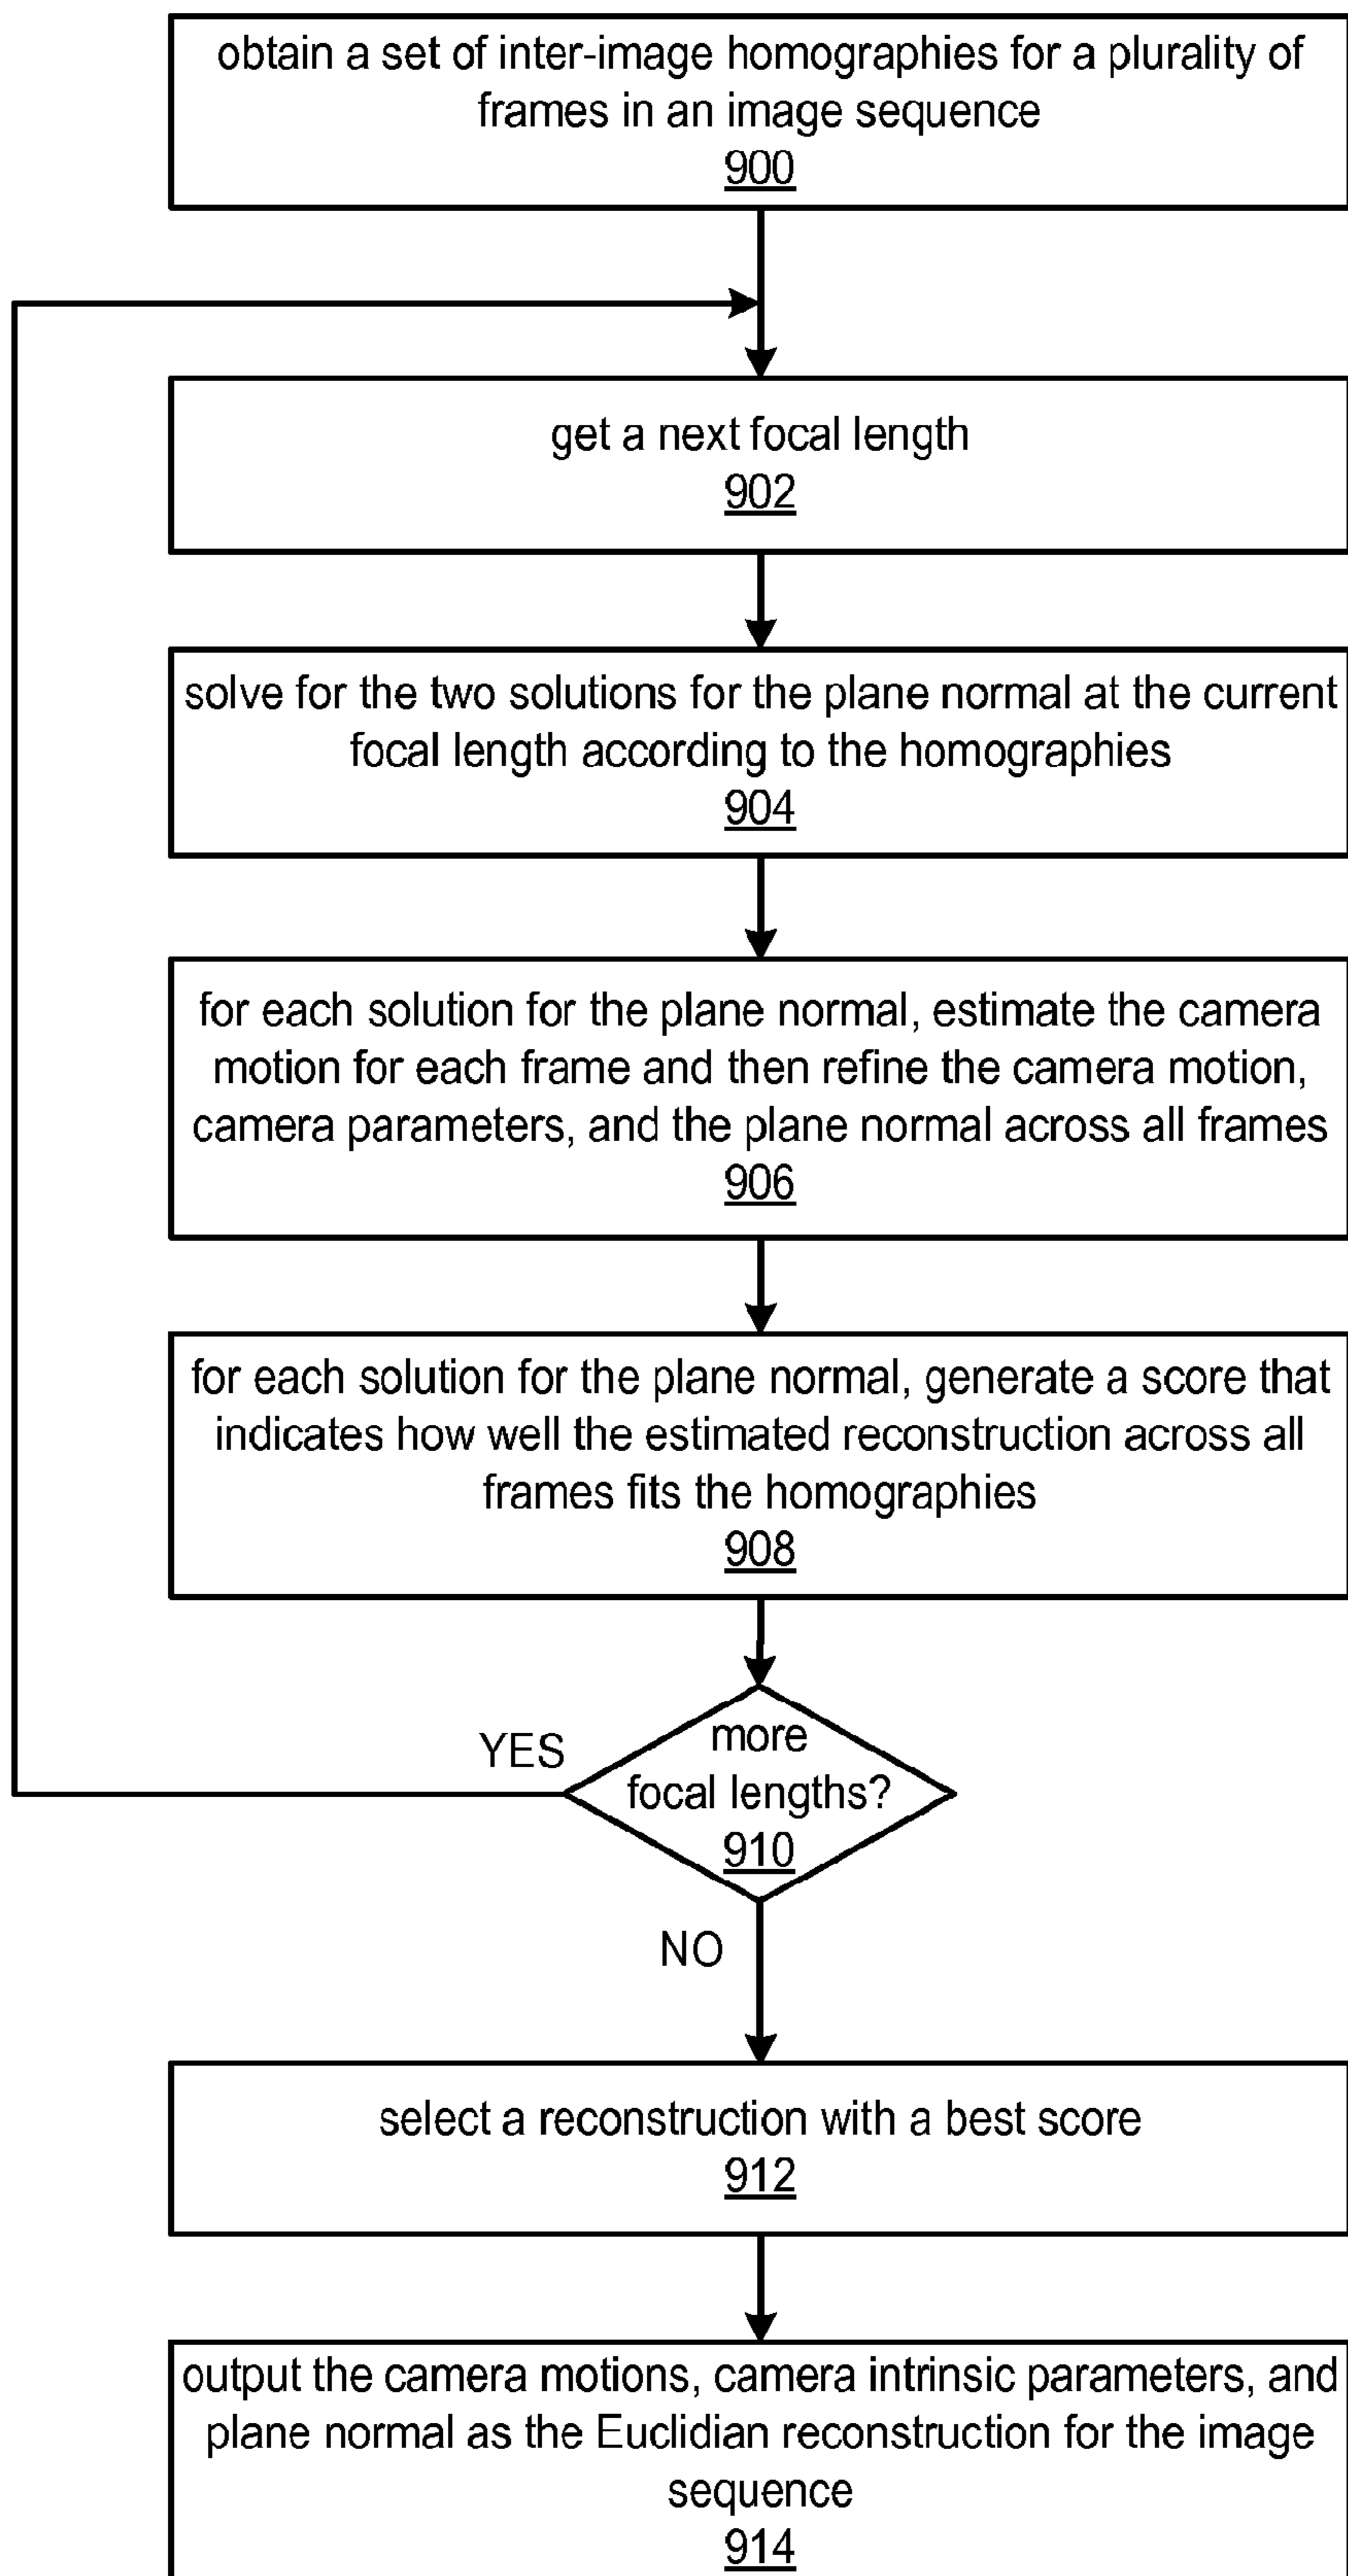 obtain a set of inter-image homographies for a plurality of
frames in an image sequence
900
get a next focal length
902
solve for the two solutions for the plane normal at the current
focal length according to the homographies
904
for each solution for the plane normal, estimate the camera
motion for each frame and then refine the camera motion,
camera parameters, and the plane normal across all frames
906
for each solution for the plane normal, generate a score that
indicates how well the estimated reconstruction across all
frames fits the homographies
908
YES
more
focal lengths?
910
NO
select a reconstruction with a best score
912
output the camera motions, camera intrinsic parameters, and
plane normal as the Euclidian reconstruction for the image
sequence
914